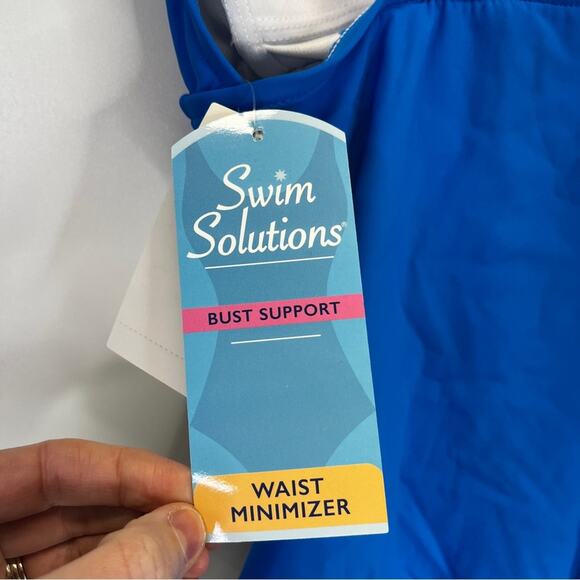 Swim
Solutions®
BUST SUPPORT
WAIST
MINIMIZER